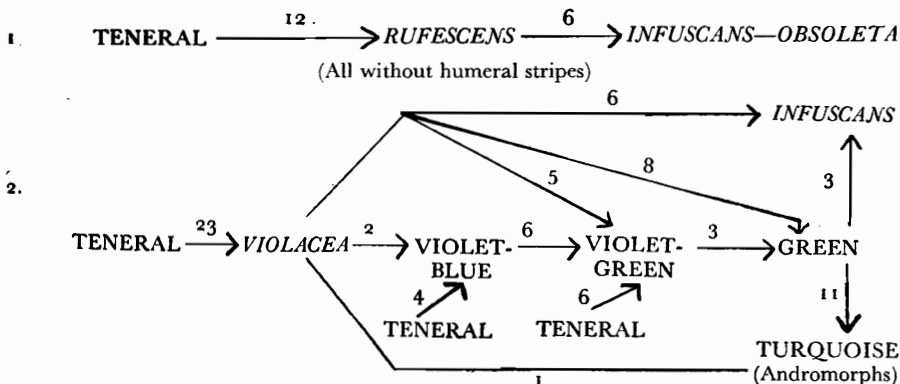 12
1. TENERAL RUFESCENS 6 INFUSCANS—OBSOLETA
(All without humeral stripes)
6
INFUSCANS
8
5 3
2.
TENERAL 23 VIOLACEA 2 VIOLET-BLUE 6 VIOLET-GREEN 3 GREEN
4 6 11
TENERAL TENERAL
TURQUOISE
(Andromorphs)
1